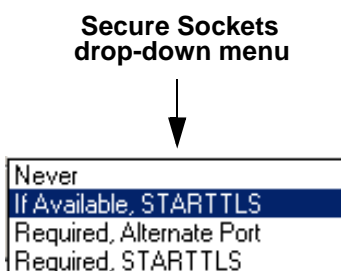 Secure Sockets
drop-down menu
Never
If Available, STARTTLS
Required, Alternate Port
Required, STARTTLS